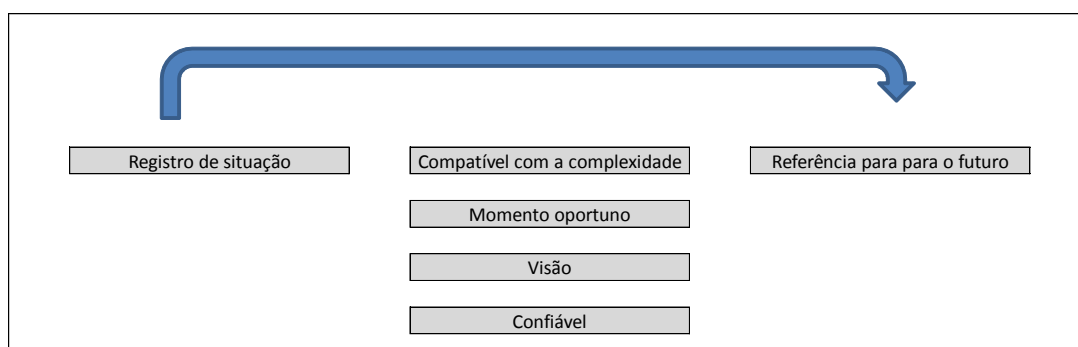 Registro de situação
Compatível com a complexidade
Referência para para o futuro
Momento oportuno
Visão
Confiável